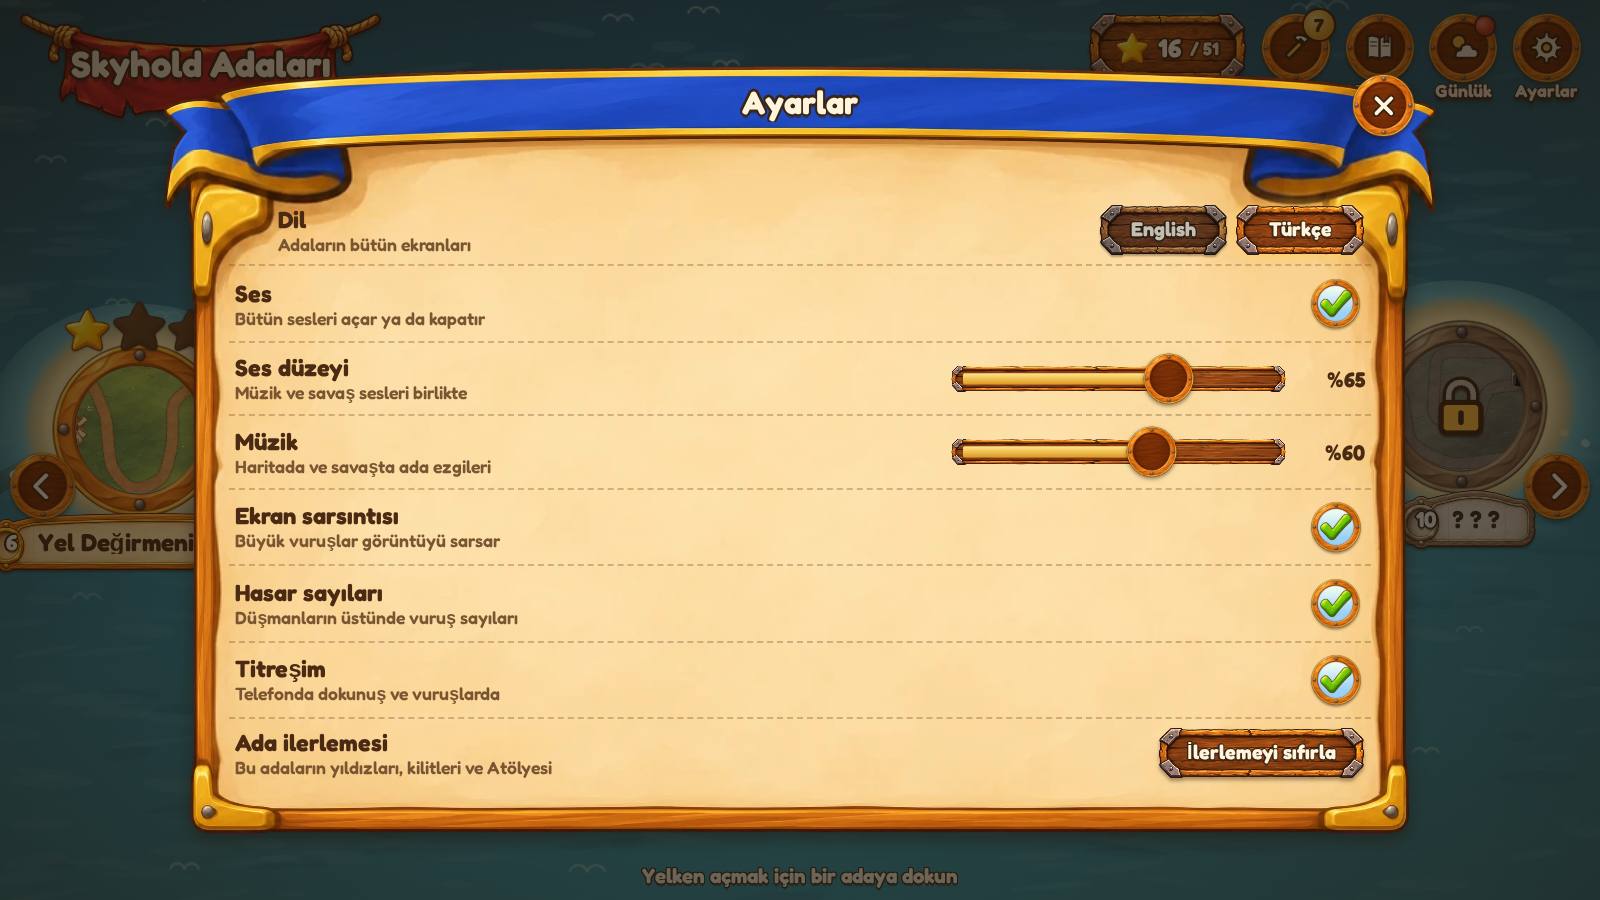 Skyhold Adaları
16 / 51
7
Günlük
Ayarlar
Ayarlar
Dil
Adaların bütün ekranları
English
Türkçe
Ses
Bütün sesleri açar ya da kapatır
Ses düzeyi
Müzik ve savaş sesleri birlikte
%65
Müzik
Haritada ve savaşta ada ezgileri
%60
Ekran sarsıntısı
Büyük vuruşlar görüntüyü sarsar
Hasar sayıları
Düşmanların üstünde vuruş sayıları
Titreşim
Telefonda dokunuş ve vuruşlarda
Ada ilerlemesi
Bu adaların yıldızları, kilitleri ve Atölyesi
İlerlemeyi sıfırla
6 Yel Değirmeni
10 ? ? ?
Yelken açmak için bir adaya dokun